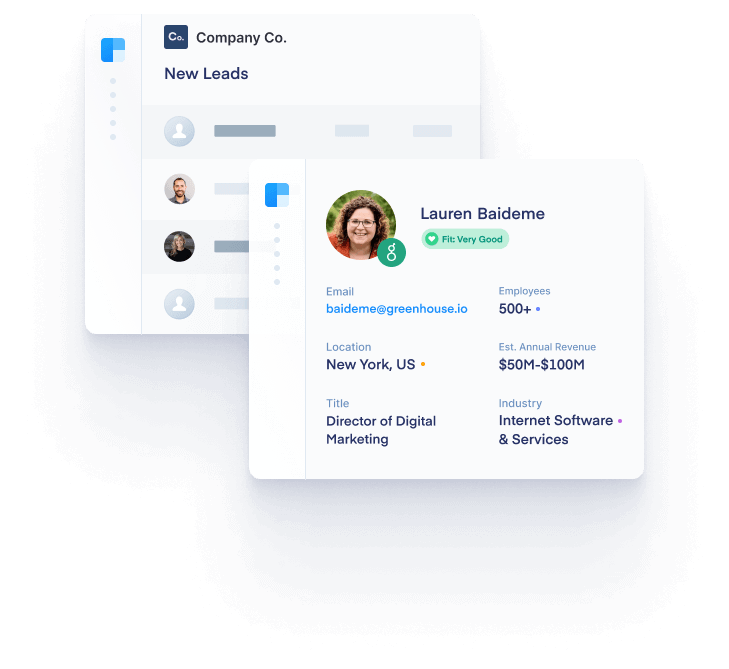 Co.
Company Co.
New Leads
Lauren Baideme
Fit: Very Good
Email
baideme@greenhouse.io
Employees
500+
Location
New York, US
Est. Annual Revenue
$50M-$100M
Title
Director of Digital
Marketing
Industry
Internet Software
& Services